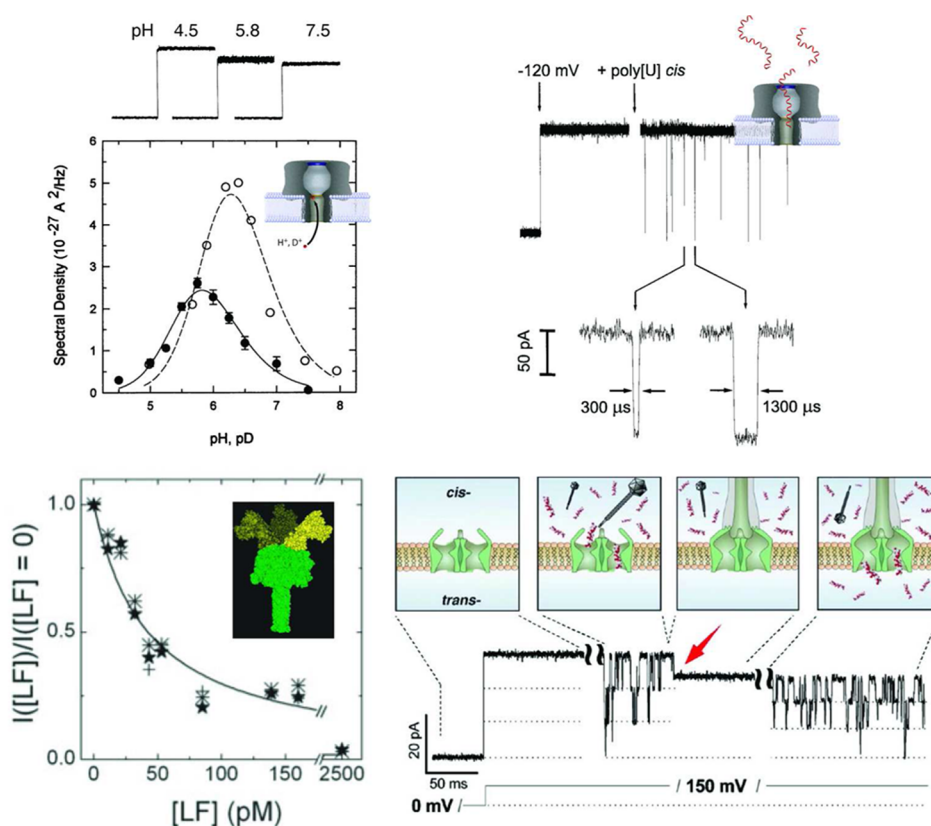 pH 4.5 5.8 7.5
Spectral Density (10 -27 A 2/Hz)
6
5
4
3
2
1
0
H+, D+
5 6 7 8
pH, pD
-120 mV + poly[U] cis
50 pA
300 µs 1300 µs
I([LF])/I([LF] = 0)
1.0
0.5
0.0
0 50 100 150 2500
[LF] (pM)
cis-
trans-
20 pA
50 ms
0 mV / / 150 mV /